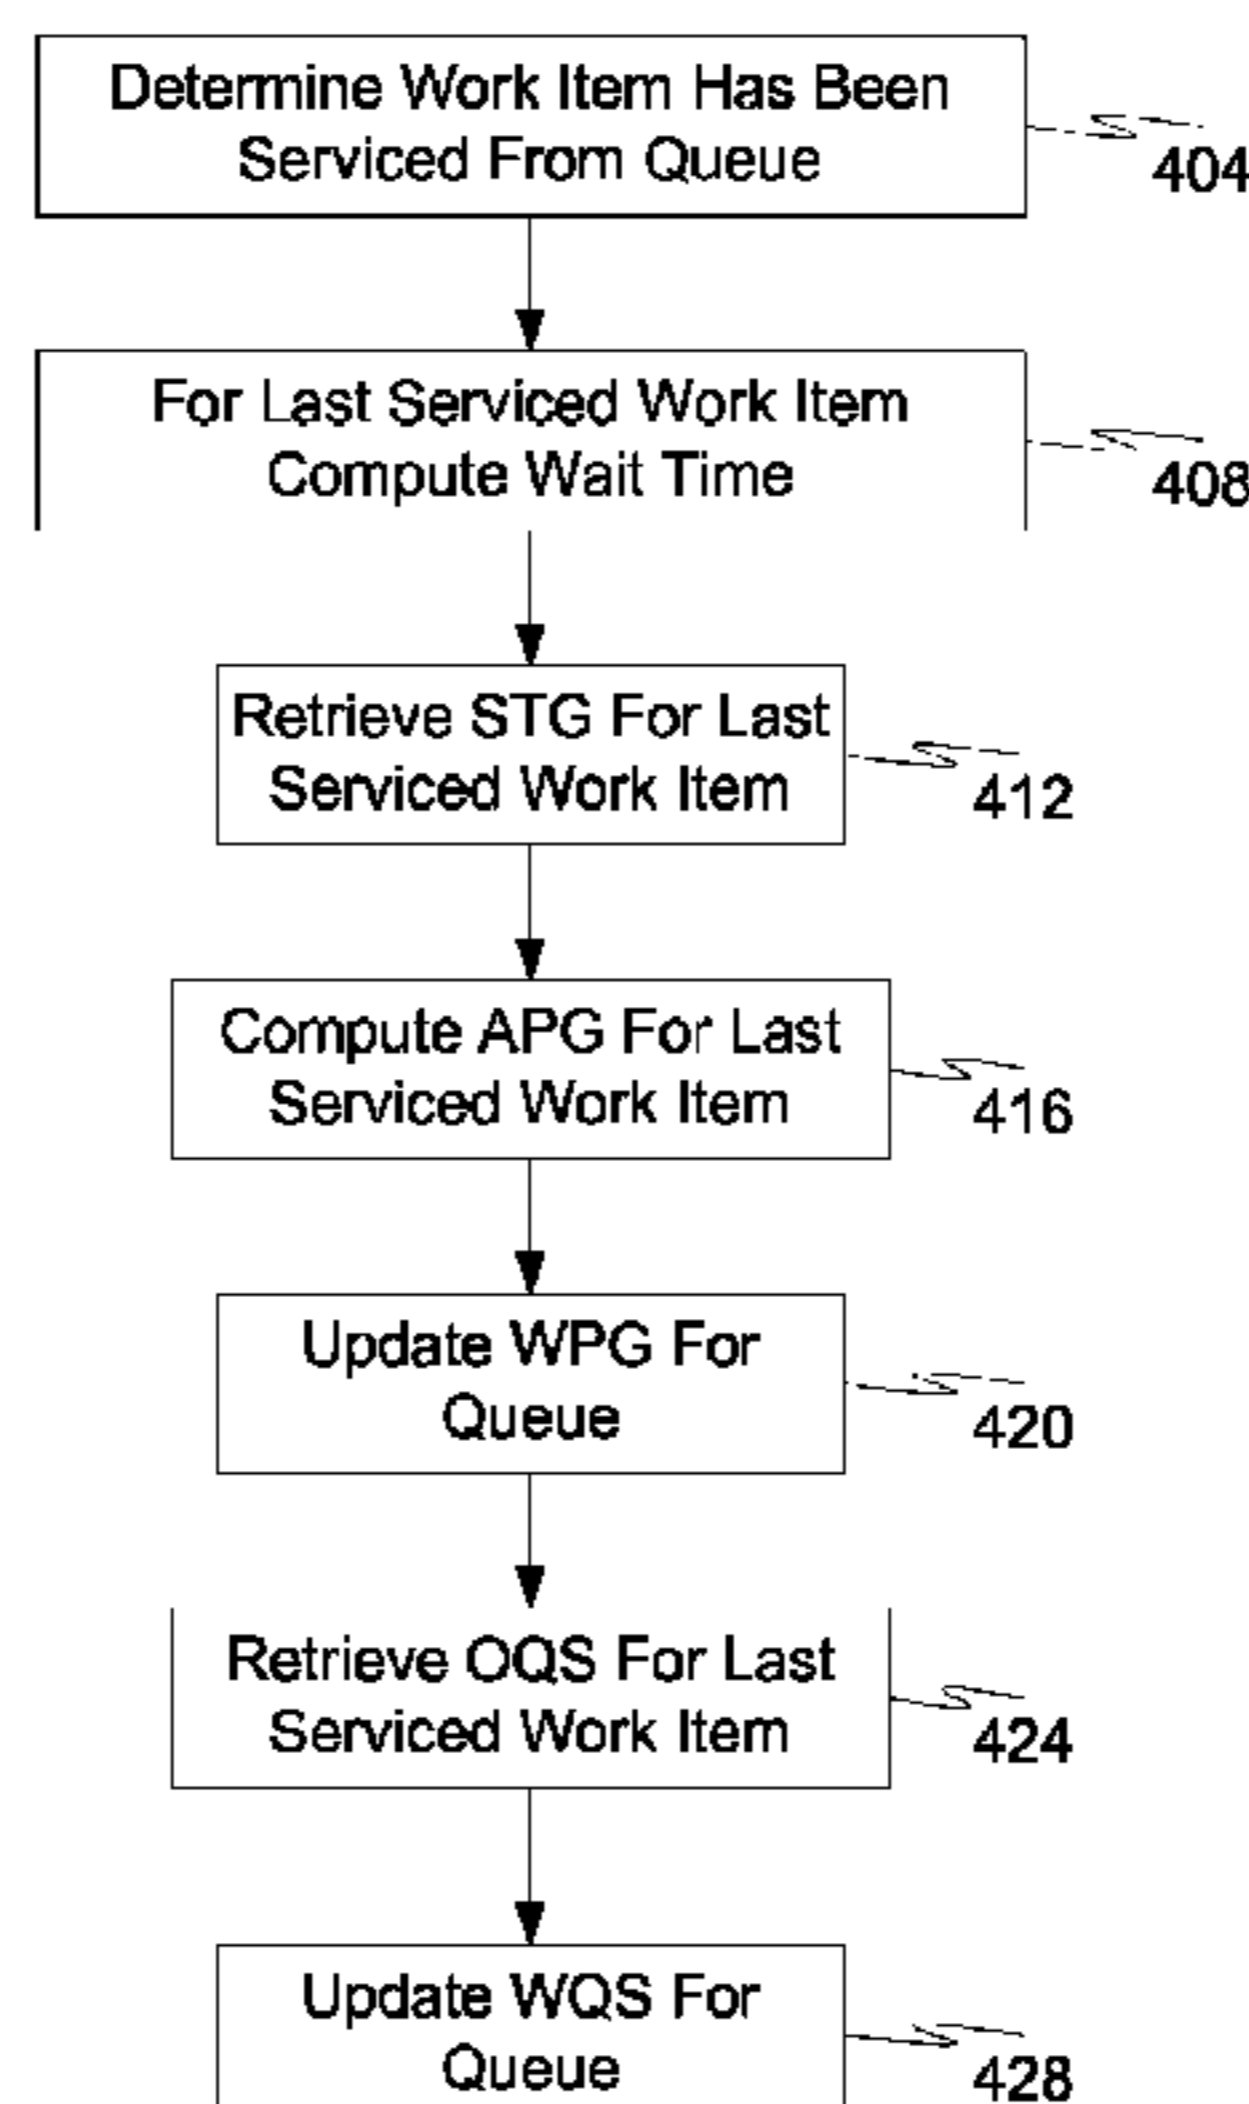 Determine Work Item Has Been
Serviced From Queue
404
For Last Serviced Work Item
Compute Wait Time
408
Retrieve STG For Last
Serviced Work Item
412
Compute APG For Last
Serviced Work Item
416
Update WPG For
Queue
420
Retrieve OQS For Last
Serviced Work Item
424
Update WQS For
Queue
428